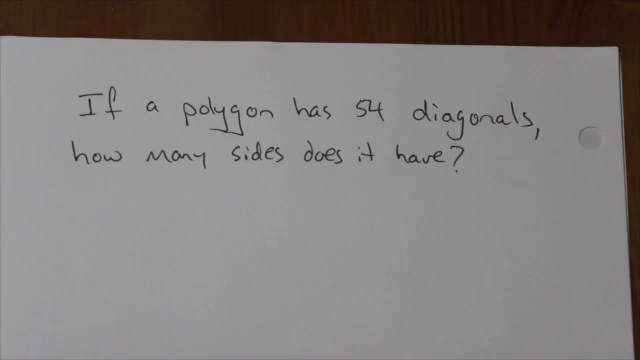 If a polygon has 54 diagonals,
how many sides does it have?